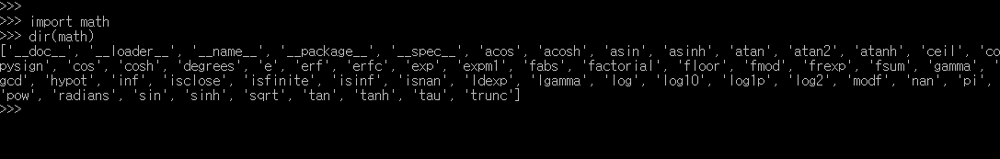 >>>
>>> import math
>>> dir(math)
['__doc__', '__loader__', '__name__', '__package__', '__spec__', 'acos', 'acosh', 'asin', 'asinh', 'atan', 'atan2', 'atanh', 'ceil', 'co
pysign', 'cos', 'cosh', 'degrees', 'e', 'erf', 'erfc', 'exp', 'expm1', 'fabs', 'factorial', 'floor', 'fmod', 'frexp', 'fsum', 'gamma', '
gcd', 'hypot', 'inf', 'isclose', 'isfinite', 'isinf', 'isnan', 'ldexp', 'lgamma', 'log', 'log10', 'log1p', 'log2', 'modf', 'nan', 'pi',
'pow', 'radians', 'sin', 'sinh', 'sqrt', 'tan', 'tanh', 'tau', 'trunc']
>>>